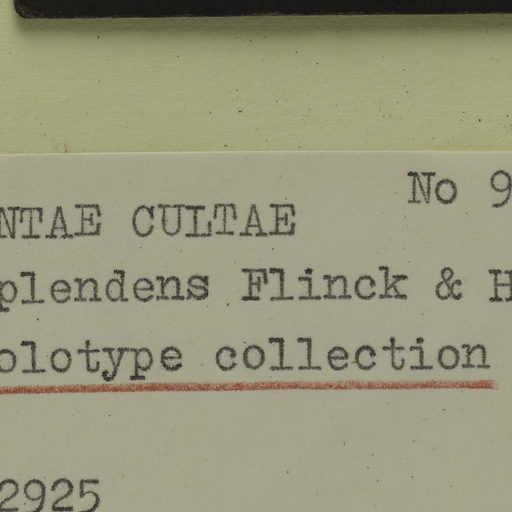 No 9
NTAE CULTAE
plendens Flinck & H
olotype collection
2925